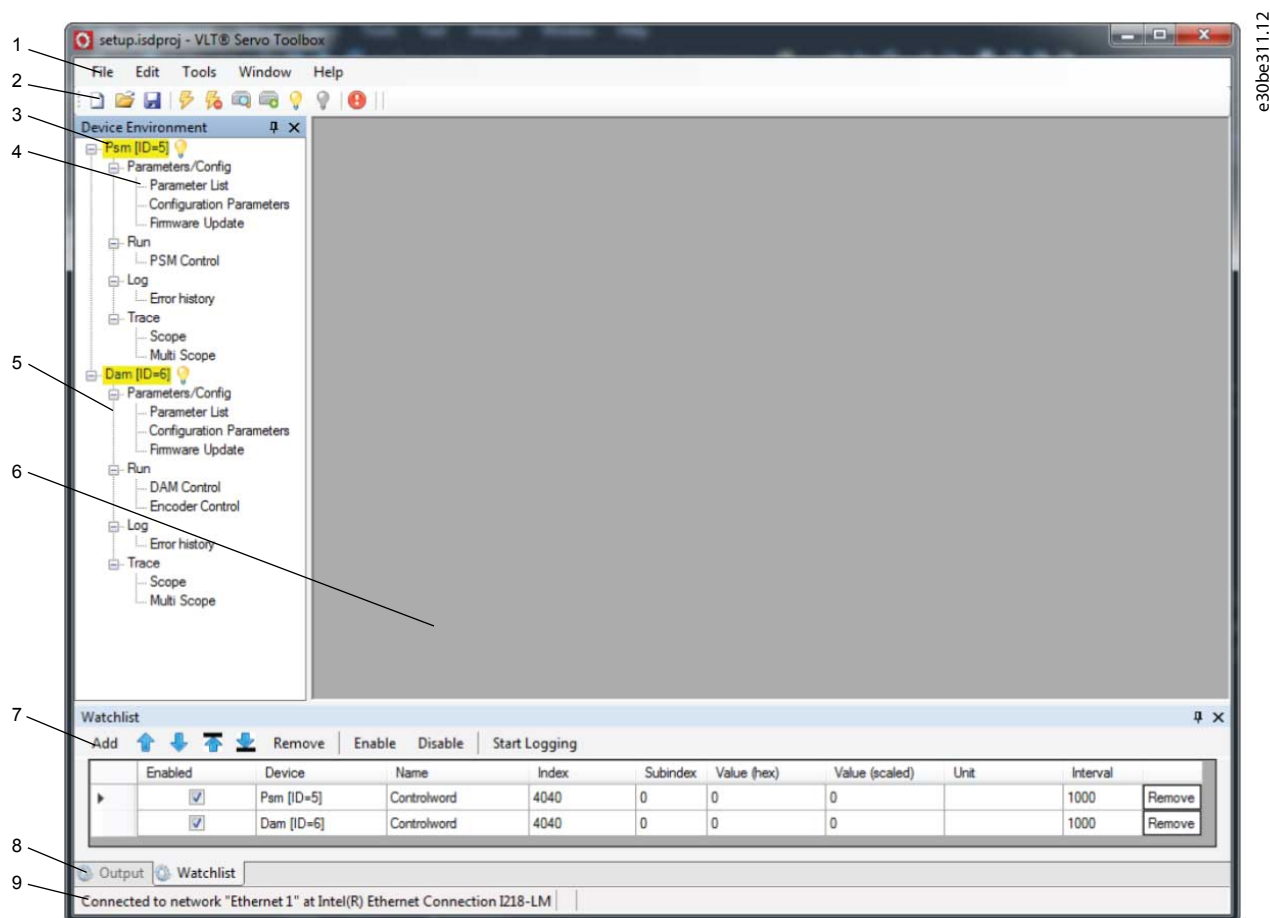 setup.isdproj - VLT® Servo Toolbox
e30be311.12
1
File Edit Tools Window Help
2
3
Device Environment
Psm [ID=5]
4
Parameters/Config
Parameter List
Configuration Parameters
Firmware Update
Run
PSM Control
Log
Error history
Trace
Scope
Multi Scope
5
Dam [ID=6]
Parameters/Config
Parameter List
Configuration Parameters
Firmware Update
6
Run
DAM Control
Encoder Control
Log
Error history
Trace
Scope
Multi Scope
Watchlist
7
Add Remove Enable Disable Start Logging
Enabled Device Name Index Subindex Value (hex) Value (scaled) Unit Interval
Psm [ID=5] Controlword 4040 0 0 0 1000 Remove
Dam [ID=6] Controlword 4040 0 0 0 1000 Remove
8
Output Watchlist
9
Connected to network "Ethernet 1" at Intel(R) Ethernet Connection I218-LM